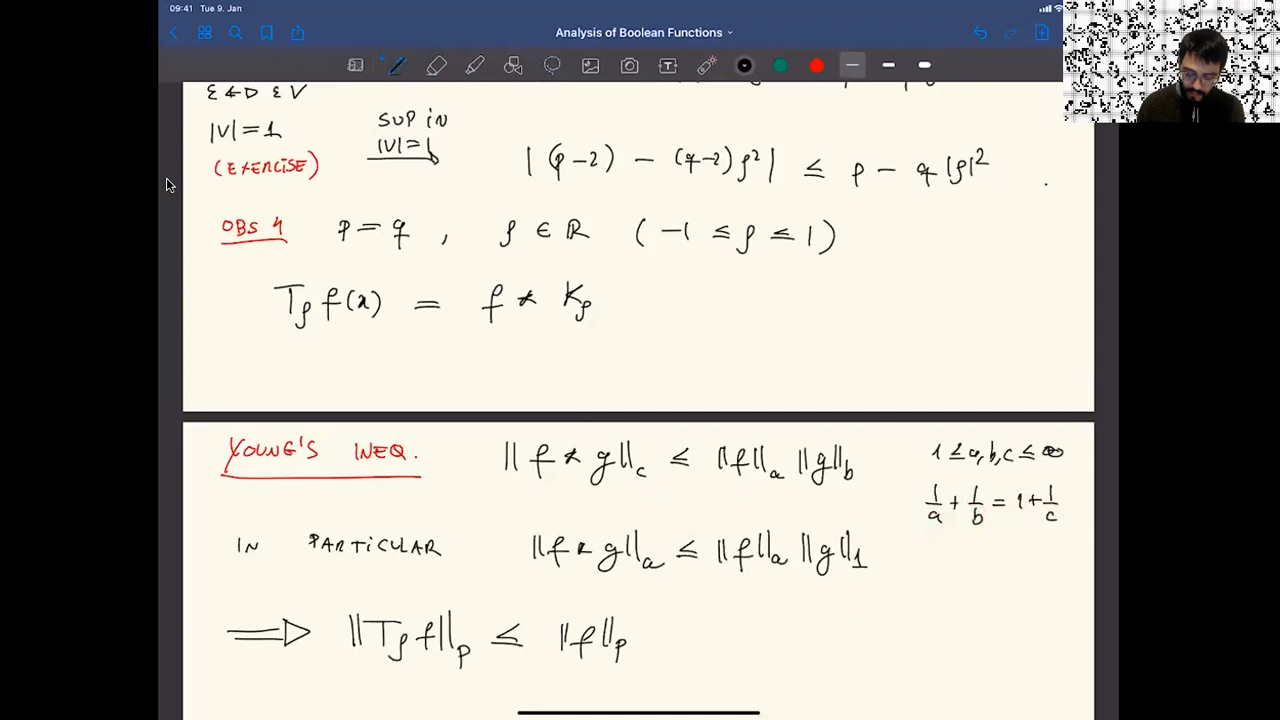 09:41 Tue 9. Jan
Analysis of Boolean Functions
|V|=1
(EXERCISE)
SUP IN
|V|=1
|(p-2) - (q-2)ρ²| ≤ p - q|ρ|²
OBS 4 p = q , ρ ∈ ℝ (-1 ≤ ρ ≤ 1)
T_ρ f(x) = f * K_ρ
YOUNG'S INEQ. ||f * g||_c ≤ ||f||_a ||g||_b 1 ≤ a,b,c ≤ ∞
1/a + 1/b = 1 + 1/c
IN PARTICULAR ||f * g||_a ≤ ||f||_a ||g||_1
⟹ ||T_ρ f||_p ≤ ||f||_p